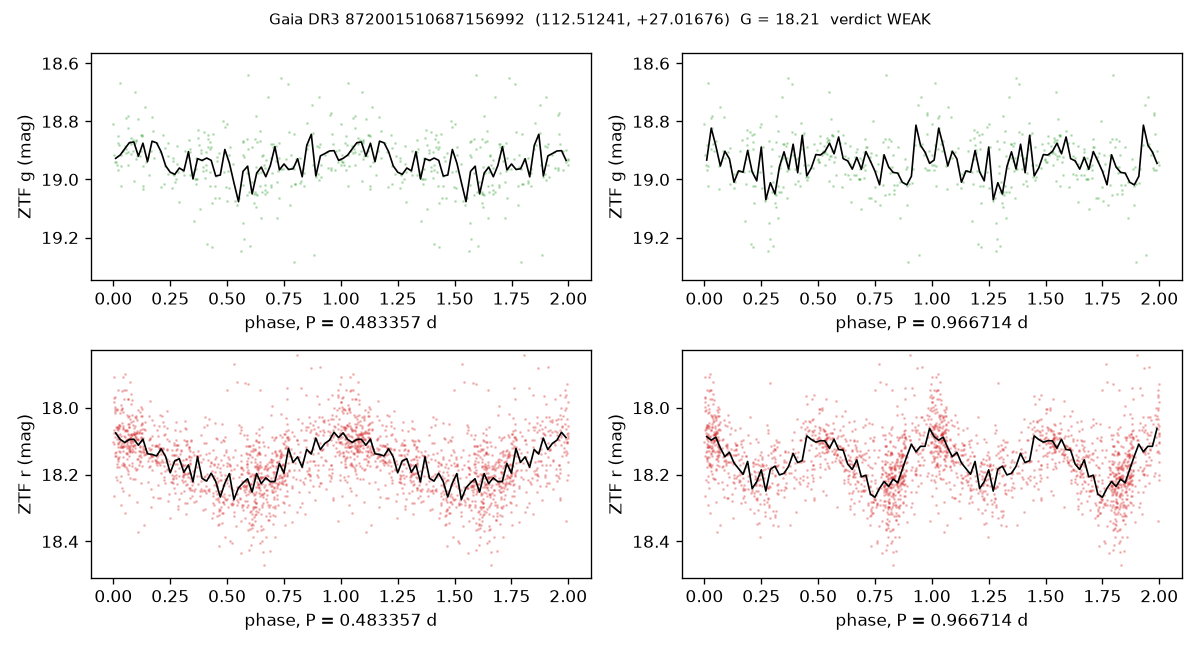 Gaia DR3 872001510687156992  (112.51241, +27.01676)  G = 18.21  verdict WEAK
ZTF g (mag)
18.6
18.8
19.0
19.2
0.00 0.25 0.50 0.75 1.00 1.25 1.50 1.75 2.00
phase, P = 0.483357 d
ZTF g (mag)
18.6
18.8
19.0
19.2
0.00 0.25 0.50 0.75 1.00 1.25 1.50 1.75 2.00
phase, P = 0.966714 d
ZTF r (mag)
18.0
18.2
18.4
0.00 0.25 0.50 0.75 1.00 1.25 1.50 1.75 2.00
phase, P = 0.483357 d
ZTF r (mag)
18.0
18.2
18.4
0.00 0.25 0.50 0.75 1.00 1.25 1.50 1.75 2.00
phase, P = 0.966714 d